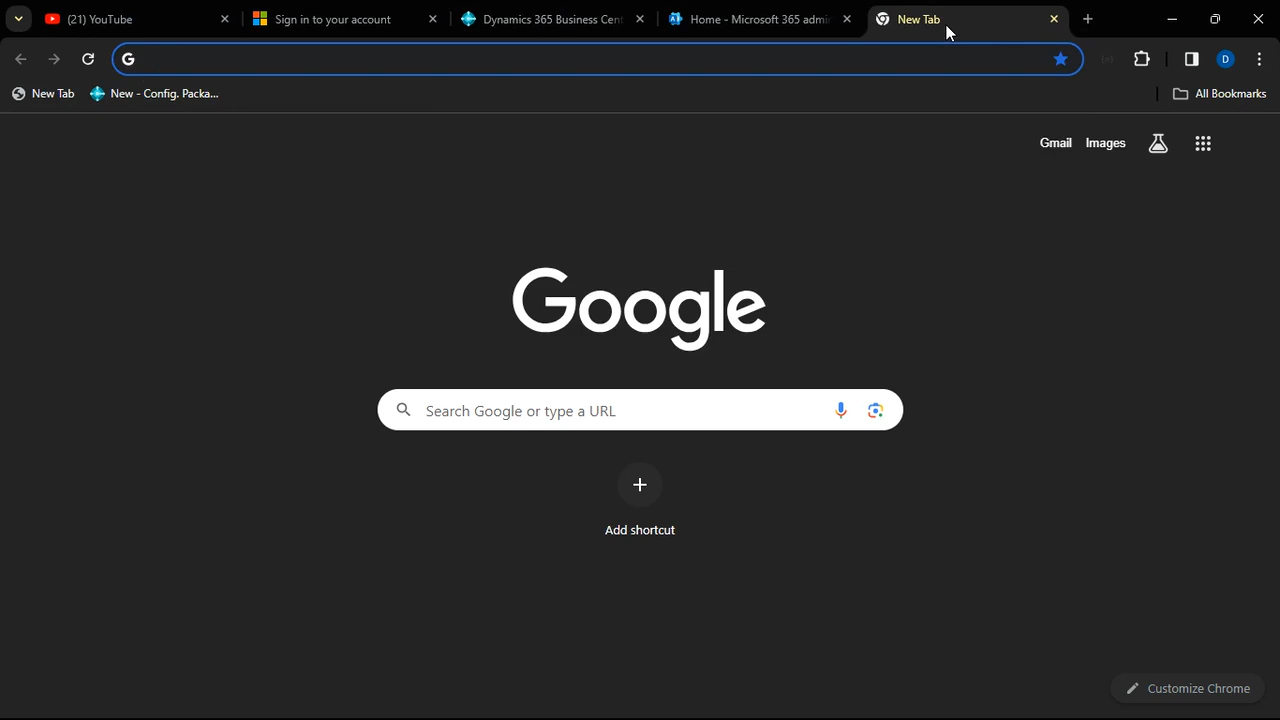 (21) YouTube
Sign in to your account
Dynamics 365 Business Cent
Home - Microsoft 365 admi
New Tab
G
D
New Tab
New - Config. Packa...
All Bookmarks
Gmail Images
Google
Search Google or type a URL
Add shortcut
Customize Chrome